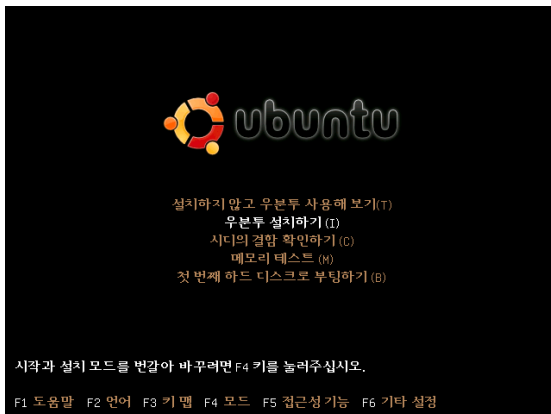 ubuntu
설치하지 않고 우분투 사용해 보기(T)
우분투 설치하기(I)
시디의 결함 확인하기(C)
메모리 테스트(M)
첫 번째 하드 디스크로 부팅하기(B)
시작과 설치 모드를 번갈아 바꾸려면 F4 키를 눌러주십시오.
F1 도움말 F2 언어 F3 키 맵 F4 모드 F5 접근성 기능 F6 기타 설정